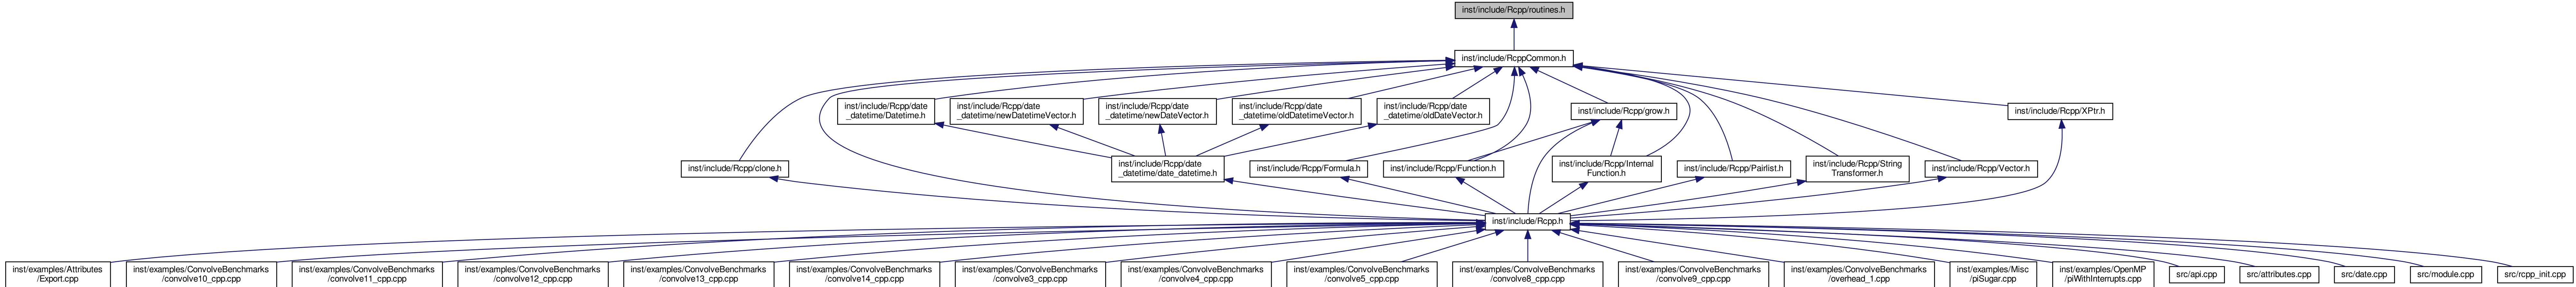 inst/include/Rcpp/routines.h
inst/include/RcppCommon.h
inst/include/Rcpp/date
_datetime/Datetime.h
inst/include/Rcpp/date
_datetime/newDatetimeVector.h
inst/include/Rcpp/date
_datetime/newDateVector.h
inst/include/Rcpp/date
_datetime/oldDatetimeVector.h
inst/include/Rcpp/date
_datetime/oldDateVector.h
inst/include/Rcpp/grow.h
inst/include/Rcpp/XPtr.h
inst/include/Rcpp/clone.h
inst/include/Rcpp/date
_datetime/date_datetime.h
inst/include/Rcpp/Formula.h
inst/include/Rcpp/Function.h
inst/include/Rcpp/Internal
Function.h
inst/include/Rcpp/Pairlist.h
inst/include/Rcpp/String
Transformer.h
inst/include/Rcpp/Vector.h
inst/include/Rcpp.h
inst/examples/Attributes
/Export.cpp
inst/examples/ConvolveBenchmarks
/convolve10_cpp.cpp
inst/examples/ConvolveBenchmarks
/convolve11_cpp.cpp
inst/examples/ConvolveBenchmarks
/convolve12_cpp.cpp
inst/examples/ConvolveBenchmarks
/convolve13_cpp.cpp
inst/examples/ConvolveBenchmarks
/convolve14_cpp.cpp
inst/examples/ConvolveBenchmarks
/convolve3_cpp.cpp
inst/examples/ConvolveBenchmarks
/convolve4_cpp.cpp
inst/examples/ConvolveBenchmarks
/convolve5_cpp.cpp
inst/examples/ConvolveBenchmarks
/convolve8_cpp.cpp
inst/examples/ConvolveBenchmarks
/convolve9_cpp.cpp
inst/examples/ConvolveBenchmarks
/overhead_1.cpp
inst/examples/Misc
/piSugar.cpp
inst/examples/OpenMP
/piWithInterrupts.cpp
src/api.cpp
src/attributes.cpp
src/date.cpp
src/module.cpp
src/rcpp_init.cpp